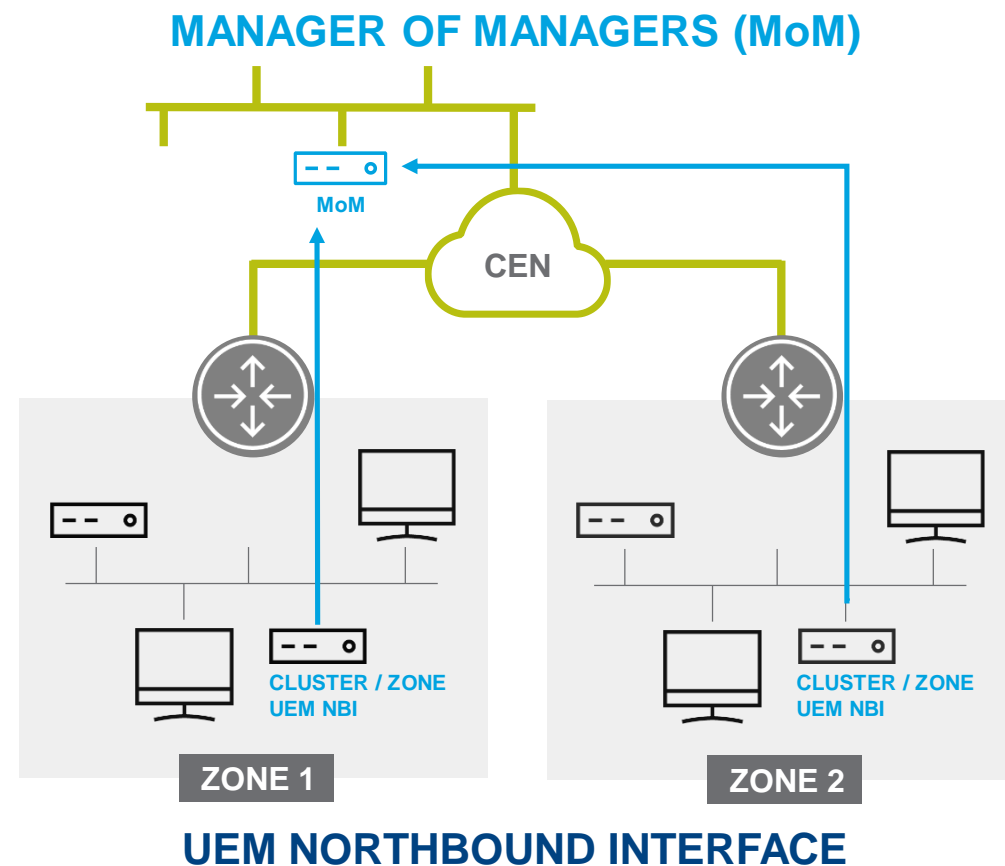 MANAGER OF MANAGERS (MoM)
MoM
CEN
CLUSTER / ZONE
UEM NBI
ZONE 1
CLUSTER / ZONE
UEM NBI
ZONE 2
UEM NORTHBOUND INTERFACE